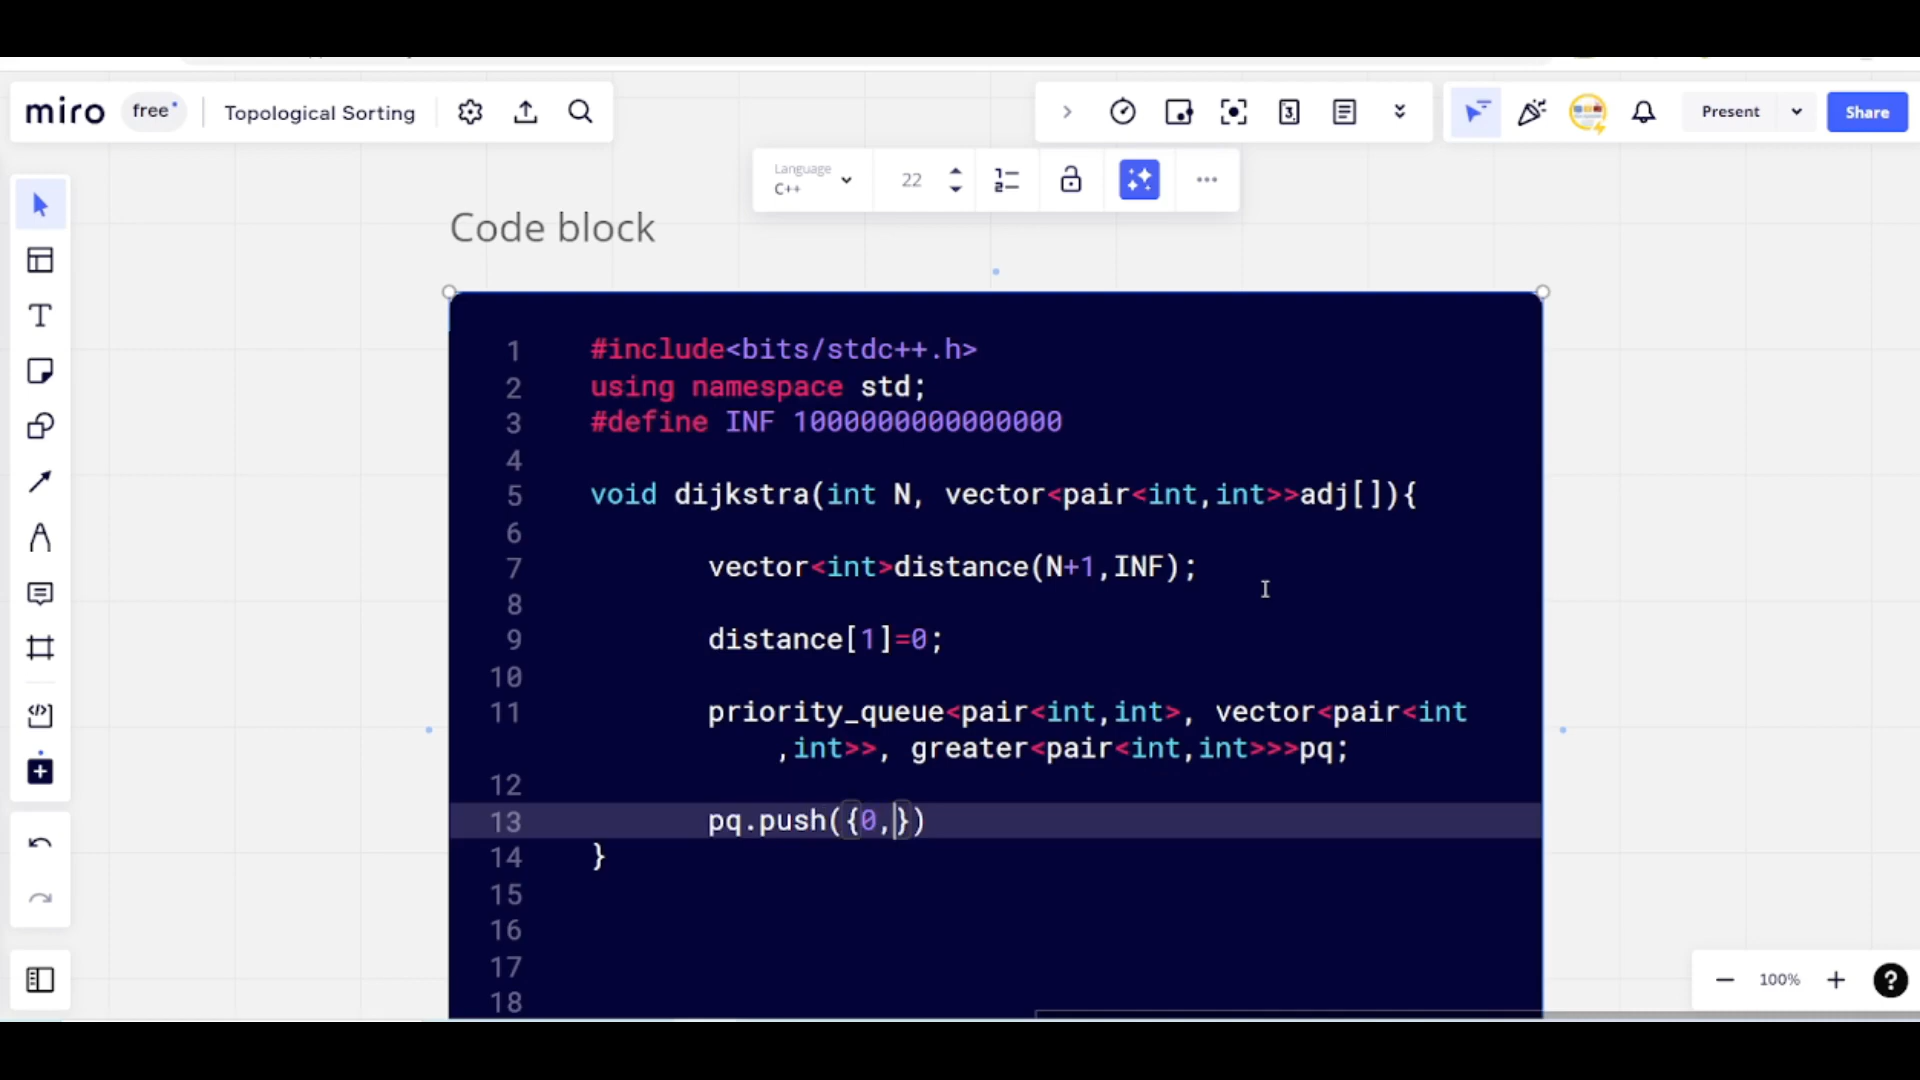 miro free Topological Sorting
Present Share
Language
C++
22
Code block
1 #include<bits/stdc++.h>
2 using namespace std;
3 #define INF 1000000000000000
4
5 void dijkstra(int N, vector<pair<int,int>>adj[]){
6
7 vector<int>distance(N+1,INF);
8
9 distance[1]=0;
10
11 priority_queue<pair<int,int>, vector<pair<int
,int>>, greater<pair<int,int>>>pq;
12
13 pq.push({0,})
14 }
15
16
17
18
100%